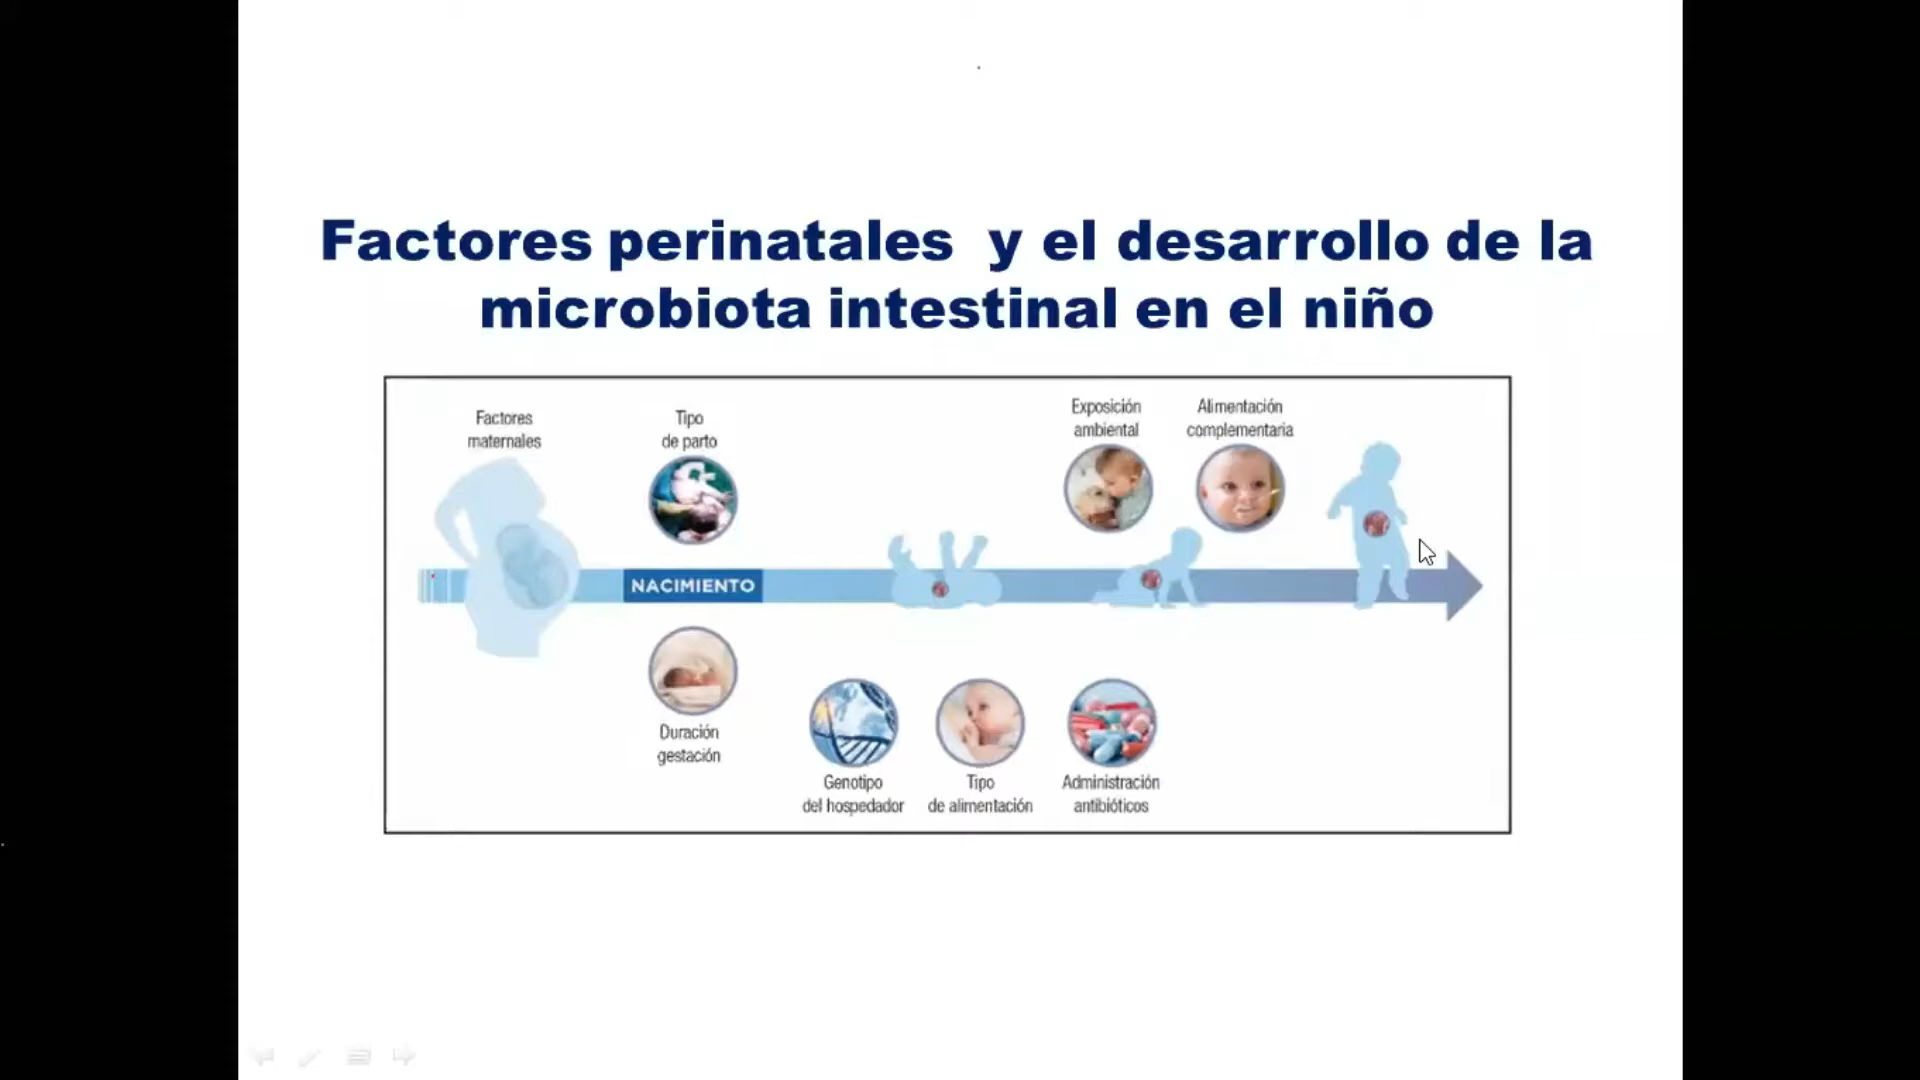 Factores perinatales y el desarrollo de la
microbiota intestinal en el niño
Factores
maternales
Tipo
de parto
Exposición
ambiental
Alimentación
complementaria
NACIMIENTO
Duración
gestación
Genotipo
del hospedador
Tipo
de alimentación
Administración
antibióticos